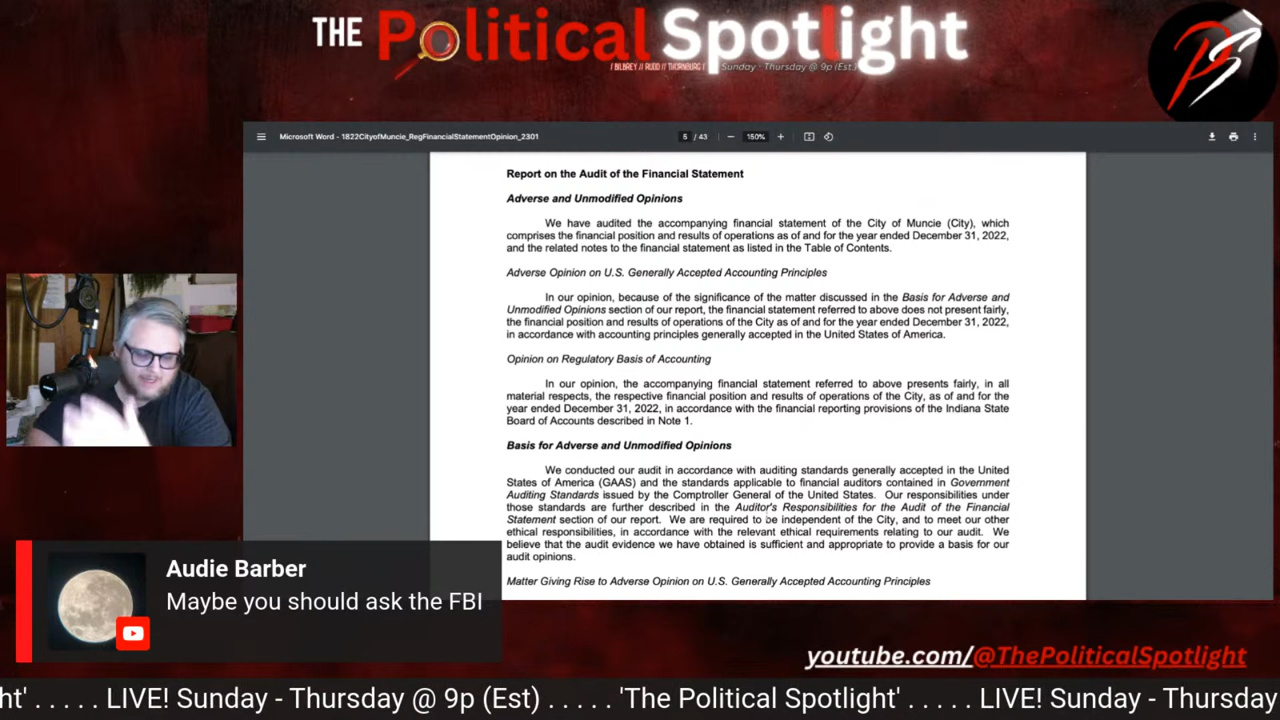 THE Political Spotlight
/ BILBREY // RUDD // THORNBURG / Sunday - Thursday @ 9p (Est)
PS
Microsoft Word - 1822CityofMuncie_RegFinancialStatementOpinion_2301
5 / 43
150%
Report on the Audit of the Financial Statement
Adverse and Unmodified Opinions
We have audited the accompanying financial statement of the City of Muncie (City), which
comprises the financial position and results of operations as of and for the year ended December 31, 2022,
and the related notes to the financial statement as listed in the Table of Contents.
Adverse Opinion on U.S. Generally Accepted Accounting Principles
In our opinion, because of the significance of the matter discussed in the Basis for Adverse and
Unmodified Opinions section of our report, the financial statement referred to above does not present fairly,
the financial position and results of operations of the City as of and for the year ended December 31, 2022,
in accordance with accounting principles generally accepted in the United States of America.
Opinion on Regulatory Basis of Accounting
In our opinion, the accompanying financial statement referred to above presents fairly, in all
material respects, the respective financial position and results of operations of the City, as of and for the
year ended December 31, 2022, in accordance with the financial reporting provisions of the Indiana State
Board of Accounts described in Note 1.
Basis for Adverse and Unmodified Opinions
We conducted our audit in accordance with auditing standards generally accepted in the United
States of America (GAAS) and the standards applicable to financial auditors contained in Government
Auditing Standards issued by the Comptroller General of the United States. Our responsibilities under
those standards are further described in the Auditor's Responsibilities for the Audit of the Financial
Statement section of our report. We are required to be independent of the City, and to meet our other
ethical responsibilities, in accordance with the relevant ethical requirements relating to our audit. We
believe that the audit evidence we have obtained is sufficient and appropriate to provide a basis for our
audit opinions.
Matter Giving Rise to Adverse Opinion on U.S. Generally Accepted Accounting Principles
Audie Barber
Maybe you should ask the FBI
youtube.com/@ThePoliticalSpotlight
ht' . . . . . LIVE! Sunday - Thursday @ 9p (Est) . . . . . 'The Political Spotlight' . . . . . LIVE! Sunday - Thursday